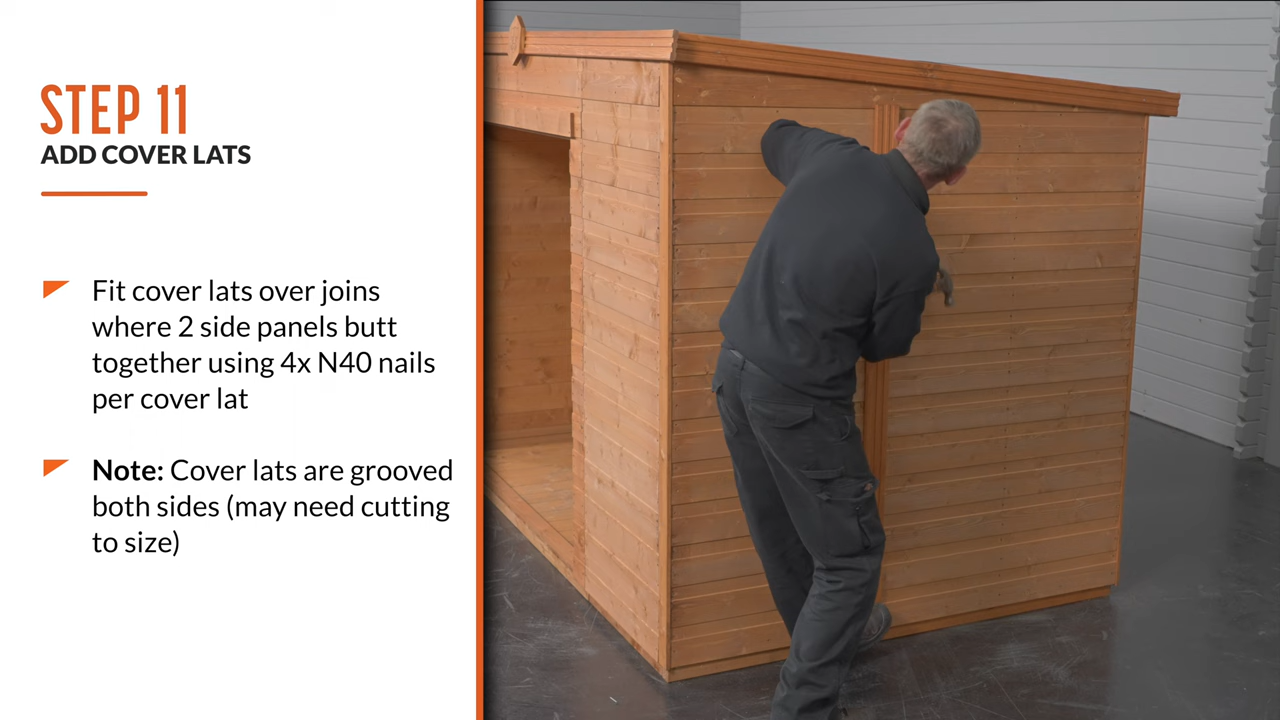 STEP 11
ADD COVER LATS
Fit cover lats over joins
where 2 side panels butt
together using 4x N40 nails
per cover lat
Note: Cover lats are grooved
both sides (may need cutting
to size)